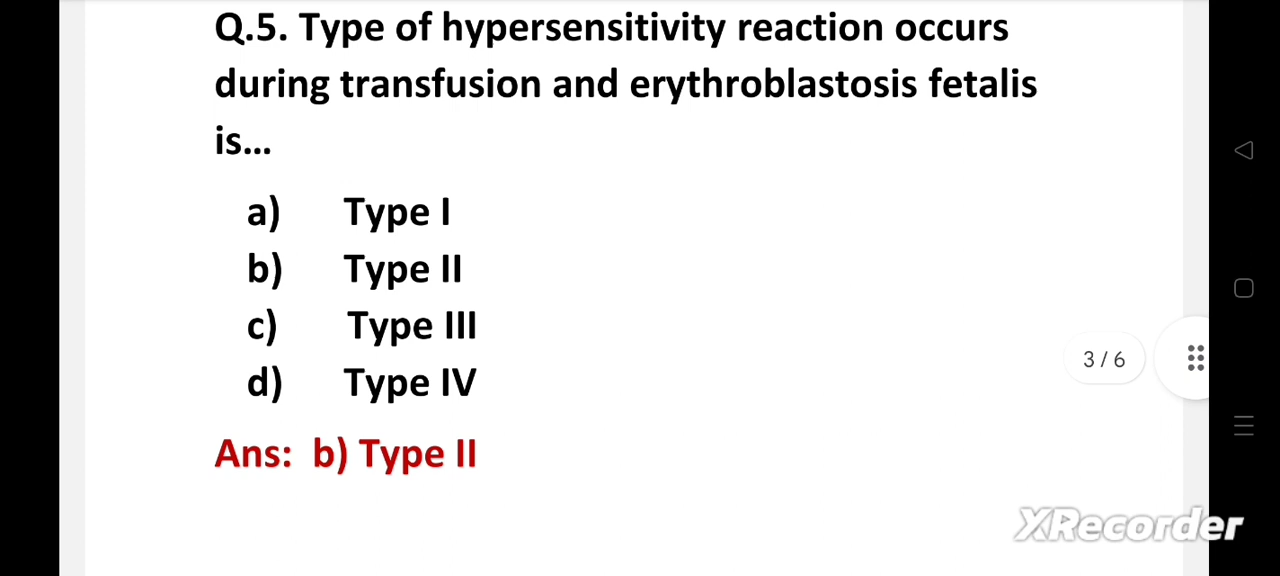 Q.5. Type of hypersensitivity reaction occurs
during transfusion and erythroblastosis fetalis
is...
a) Type I
b) Type II
c) Type III
d) Type IV
3 / 6
Ans: b) Type II
XRecorder